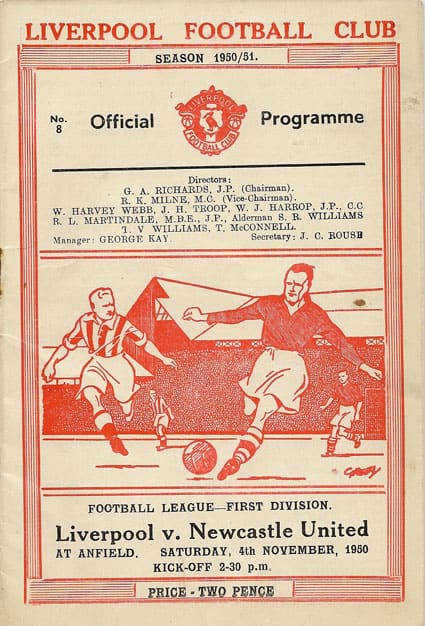 LIVERPOOL FOOTBALL CLUB
SEASON 1950/51.
No. 8 Official Programme
LIVERPOOL
FOOTBALL CLUB
Directors:
G. A. RICHARDS, J.P. (Chairman).
R. K. MILNE, M.C. (Vice-Chairman).
W. HARVEY WEBB, J. H. TROOP, W. J. HARROP, J.P., C.C.
R. L. MARTINDALE, M.B.E., J.P., Alderman S. R. WILLIAMS
T. V WILLIAMS, T. McCONNELL.
Manager: GEORGE KAY. Secretary: J. C. ROUSE
FOOTBALL LEAGUE—FIRST DIVISION.
Liverpool v. Newcastle United
AT ANFIELD. SATURDAY, 4th NOVEMBER, 1950
KICK-OFF 2-30 p.m.
PRICE - TWO PENCE